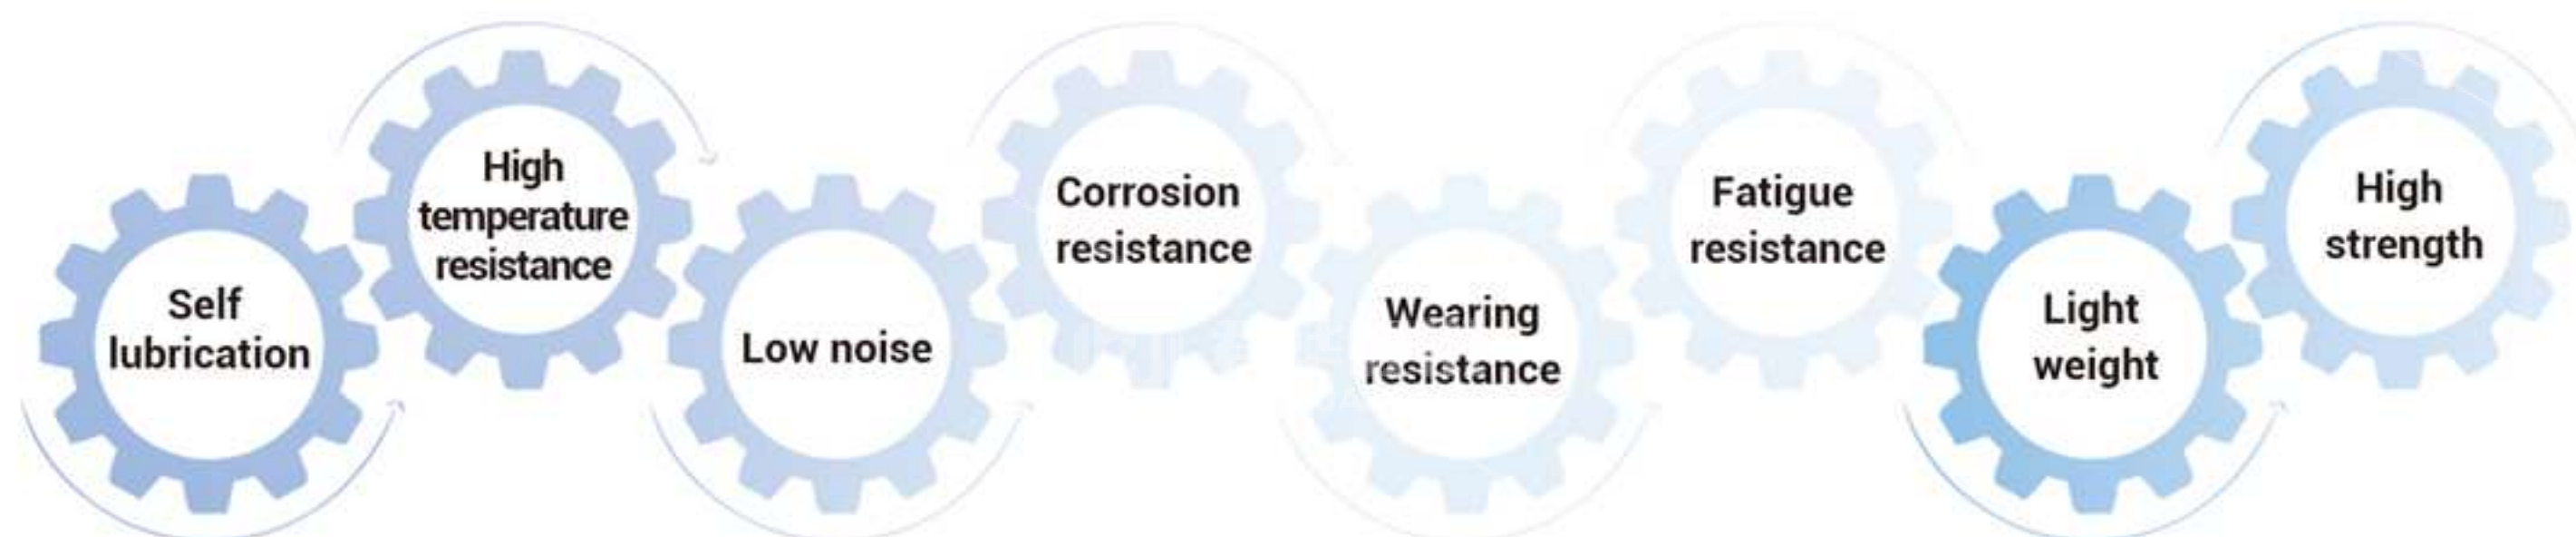 Self
lubrication
High
temperature
resistance
Low noise
Corrosion
resistance
Wearing
resistance
Fatigue
resistance
Light
weight
High
strength